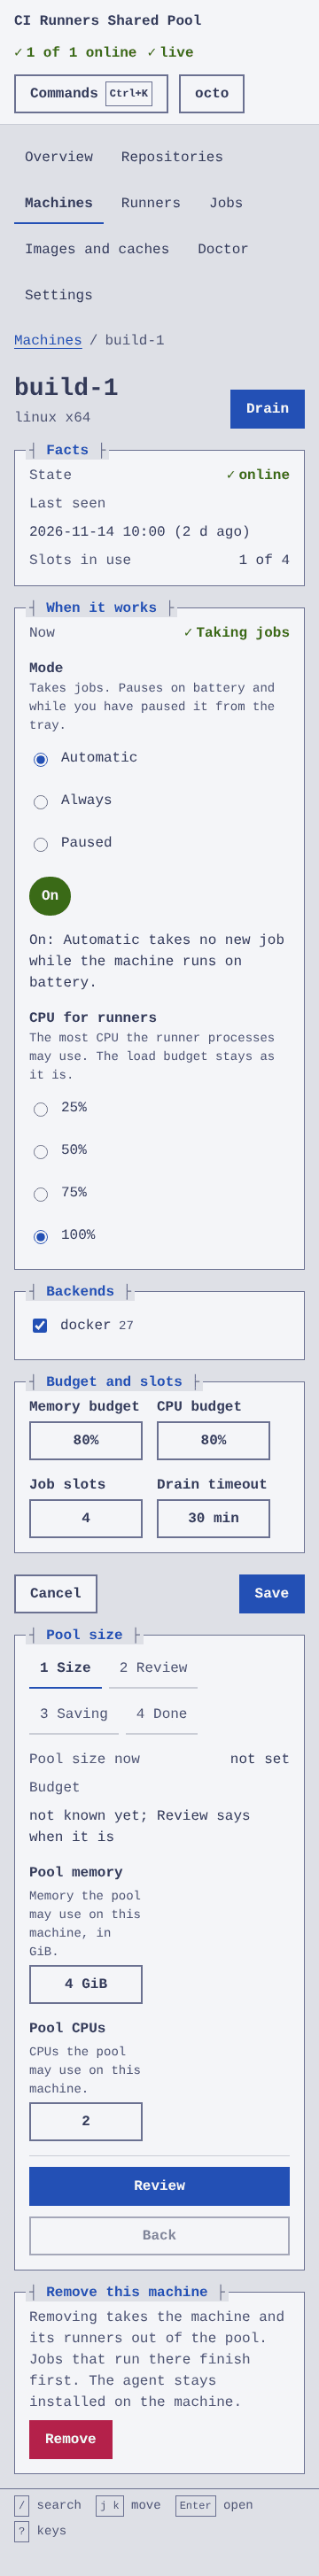 CI Runners Shared Pool
✓ 1 of 1 online ✓ live
Commands Ctrl+K octo
Overview Repositories
Machines Runners Jobs
Images and caches Doctor
Settings
Machines / build-1
build-1
linux x64
Drain
Facts
State ✓ online
Last seen
2026-11-14 10:00 (2 d ago)
Slots in use 1 of 4
When it works
Now ✓ Taking jobs
Mode
Takes jobs. Pauses on battery and
while you have paused it from the
tray.
Automatic
Always
Paused
On
On: Automatic takes no new job
while the machine runs on
battery.
CPU for runners
The most CPU the runner processes
may use. The load budget stays as
it is.
25%
50%
75%
100%
Backends
docker 27
Budget and slots
Memory budget CPU budget
80% 80%
Job slots Drain timeout
4 30 min
Cancel Save
Pool size
1 Size 2 Review
3 Saving 4 Done
Pool size now not set
Budget
not known yet; Review says
when it is
Pool memory
Memory the pool
may use on this
machine, in
GiB.
4 GiB
Pool CPUs
CPUs the pool
may use on this
machine.
2
Review
Back
Remove this machine
Removing takes the machine and
its runners out of the pool.
Jobs that run there finish
first. The agent stays
installed on the machine.
Remove
/ search j k move Enter open
? keys